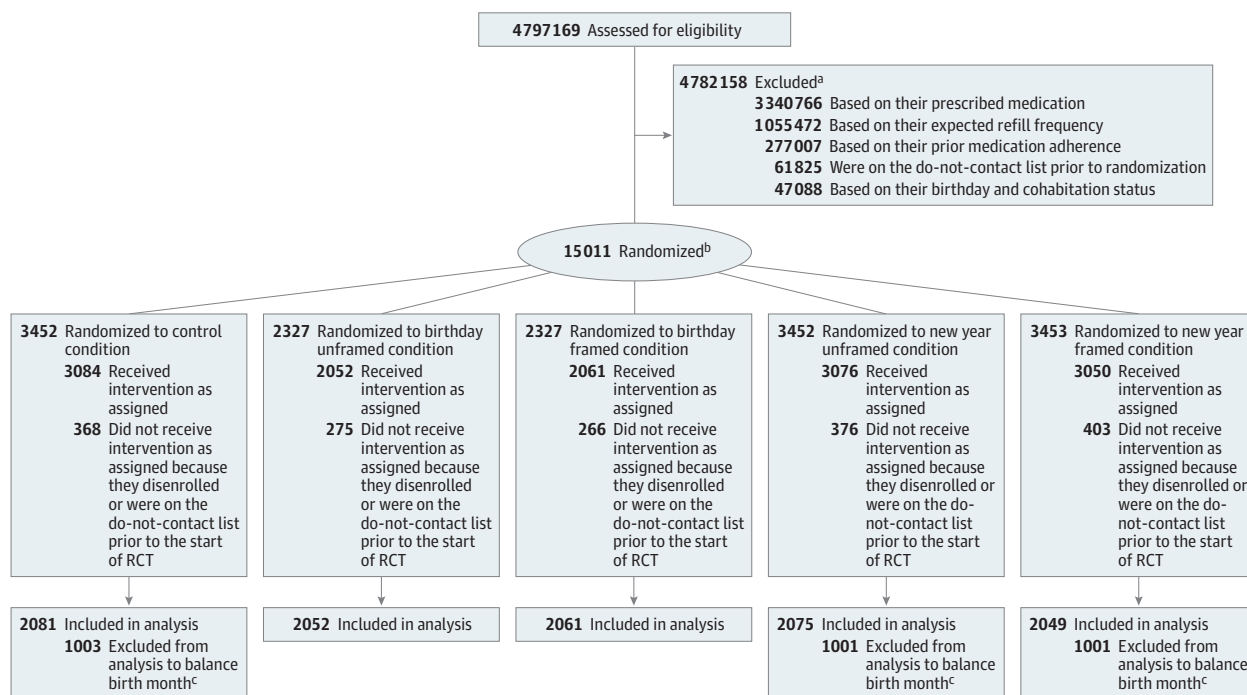 4797169 Assessed for eligibility
4782158 Excludedᵃ
3340766 Based on their prescribed medication
1055472 Based on their expected refill frequency
277007 Based on their prior medication adherence
61825 Were on the do-not-contact list prior to randomization
47088 Based on their birthday and cohabitation status
15011 Randomizedᵇ
3452 Randomized to control
condition
3084 Received
intervention as
assigned
368 Did not receive
intervention as
assigned because
they disenrolled
or were on the
do-not-contact list
prior to the start
of RCT
2327 Randomized to birthday
unframed condition
2052 Received
intervention as
assigned
275 Did not receive
intervention as
assigned because
they disenrolled
or were on the
do-not-contact list
prior to the start
of RCT
2327 Randomized to birthday
framed condition
2061 Received
intervention as
assigned
266 Did not receive
intervention as
assigned because
they disenrolled
or were on the
do-not-contact list
prior to the start
of RCT
3452 Randomized to new year
unframed condition
3076 Received
intervention as
assigned
376 Did not receive
intervention as
assigned because
they disenrolled or
were on the do-
not-contact list
prior to the start
of RCT
3453 Randomized to new year
framed condition
3050 Received
intervention as
assigned
403 Did not receive
intervention as
assigned because
they disenrolled or
were on the do-
not-contact list
prior to the start
of RCT
2081 Included in analysis
1003 Excluded from
analysis to balance
birth monthᶜ
2052 Included in analysis
2061 Included in analysis
2075 Included in analysis
1001 Excluded from
analysis to balance
birth monthᶜ
2049 Included in analysis
1001 Excluded from
analysis to balance
birth monthᶜ